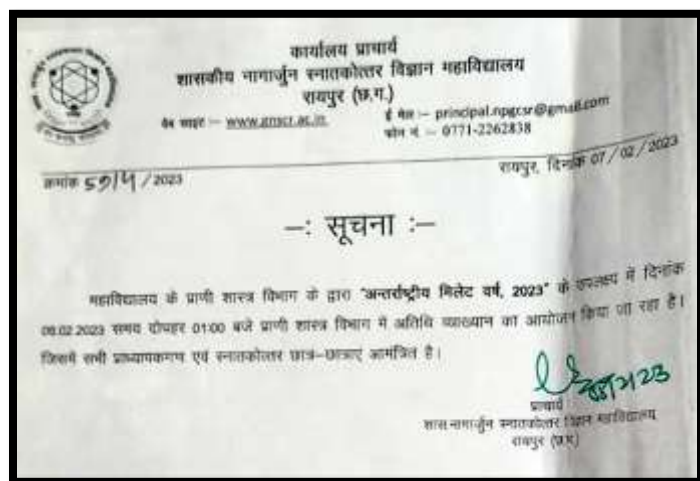 कार्यालय प्राचार्य
शासकीय नागार्जुन स्नातकोत्तर विज्ञान महाविद्यालय
रायपुर (छ.ग.)
वेब साइट :– www.gnscr.ac.in ई मेल :– principal.npgcsr@gmail.com
फोन नं. :– 0771-2262838
क्रमांक /2023 रायपुर, दिनांक 07/02/2023
–: सूचना :–
महाविद्यालय के प्राणी शास्त्र विभाग के द्वारा "अन्तर्राष्ट्रीय मिलेट वर्ष, 2023" के उपलक्ष्य में दिनांक
08.02.2023 समय दोपहर 01:00 बजे प्राणी शास्त्र विभाग में अतिथि व्याख्यान का आयोजन किया जा रहा है।
जिसमें सभी प्राध्यापकगण एवं स्नातकोत्तर छात्र–छात्राएं आमंत्रित है।
प्राचार्य
शास.नागार्जुन स्नातकोत्तर विज्ञान महाविद्यालय
रायपुर (छ.ग.)